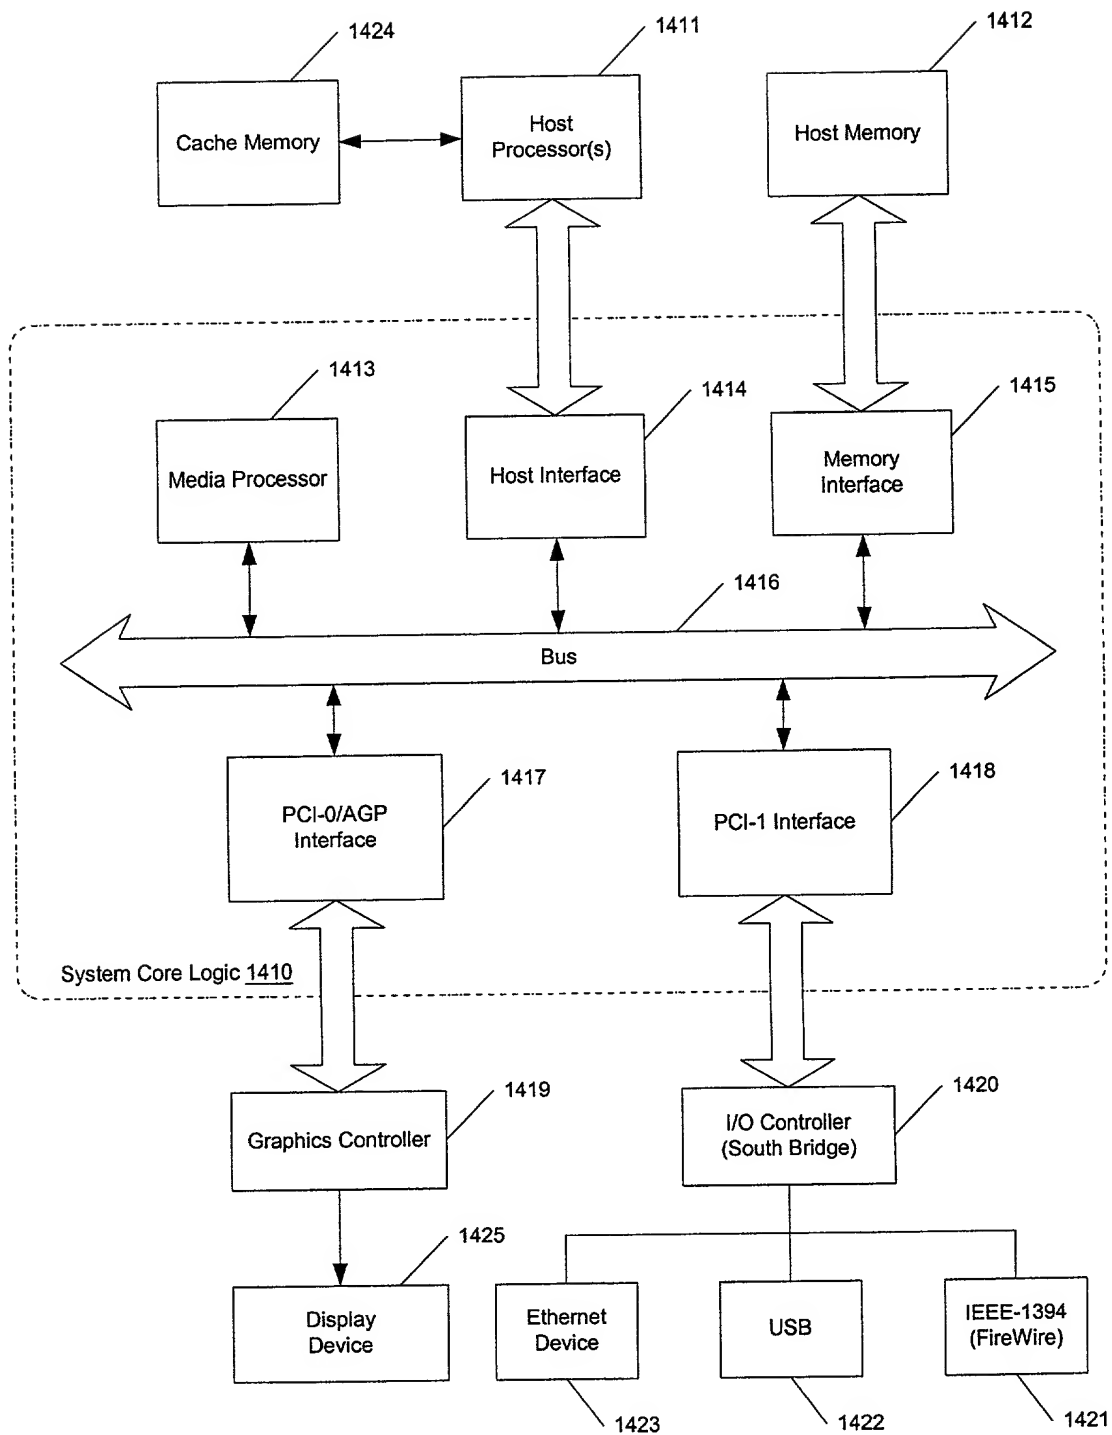 1424
1411
1412
Cache Memory
Host
Processor(s)
Host Memory
1413
1414
1415
Media Processor
Host Interface
Memory
Interface
1416
Bus
1417
1418
PCI-0/AGP
Interface
PCI-1 Interface
System Core Logic 1410
1419
1420
Graphics Controller
I/O Controller
(South Bridge)
1425
Display
Device
Ethernet
Device
USB
IEEE-1394
(FireWire)
1423
1422
1421